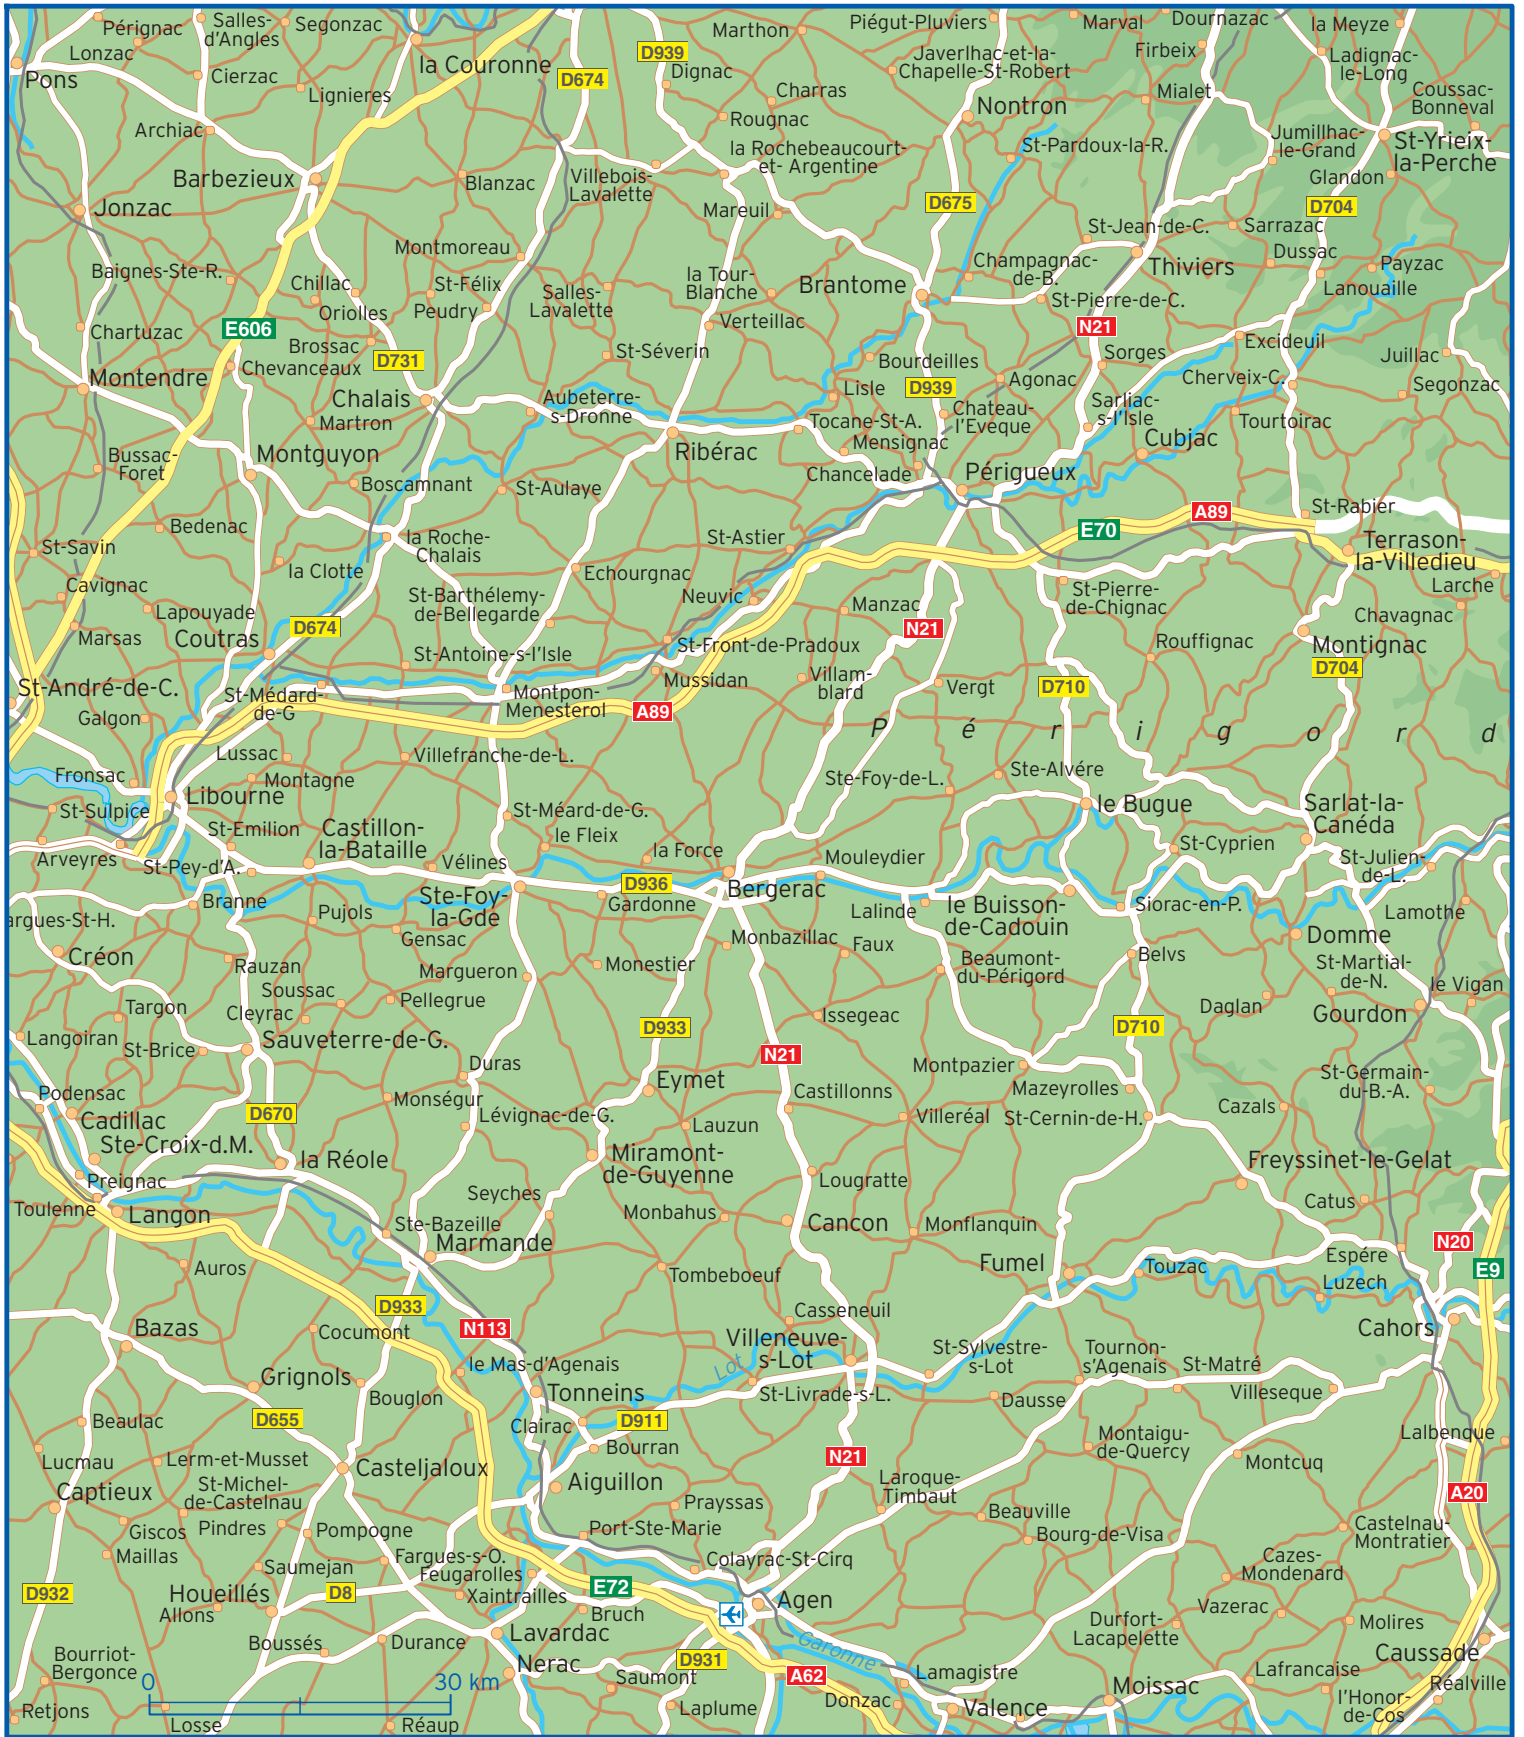 Pérignac
Salles-
d'Angles
Segonzac
Lonzac
Pons
Cierzac
Lignieres
la Couronne
D674
D939
Dignac
Marthon
Piégut-Pluviers
Marval
Dournazac
la Meyze
Javerlhac-et-la-
Chapelle-St-Robert
Firbeix
Ladignac-
le-Long
Coussac-
Bonneval
Charras
Rougnac
Nontron
Mialet
Archiac
la Rochebeaucourt-
et- Argentine
St-Pardoux-la-R.
Jumillhac-
le-Grand
St-Yrieix-
la-Perche
Glandon
Barbezieux
Blanzac
Villebois-
Lavalette
Mareuil
D675
D704
Jonzac
Montmoreau
St-Jean-de-C.
Sarrazac
Dussac
Thiviers
Payzac
Lanouaille
Baignes-Ste-R.
Chillac
St-Félix
Oriolles
Peudry
Salles-
Lavalette
la Tour-
Blanche
Brantome
Champagnac-
de-B.
St-Pierre-de-C.
Chartuzac
E606
Brossac
D731
Chevanceaux
Verteillac
N21
Sorges
Excideuil
Juillac
St-Séverin
Bourdeilles
Montendre
Chalais
Aubeterre-
s-Dronne
Lisle
D939
Agonac
Cherveix-C.
Segonzac
Martron
Tocane-St-A.
Chateau-
l'Eveque
Sarliac-
s-l'Isle
Tourtoirac
Bussac-
Foret
Montguyon
Ribérac
Mensignac
Chancelade
Périgueux
Cubjac
Boscamnant
St-Aulaye
Bedenac
St-Savin
la Roche-
Chalais
St-Astier
E70
A89
St-Rabier
Terrason-
la-Villedieu
Larche
la Clotte
Echourgnac
Cavignac
Lapouyade
St-Barthélemy-
de-Bellegarde
Neuvic
Manzac
St-Pierre-
de-Chignac
Chavagnac
Marsas
Coutras
D674
N21
Rouffignac
Montignac
D704
St-Antoine-s-l'Isle
St-Front-de-Pradoux
Villam-
blard
St-André-de-C.
St-Médard-
de-G
Mussidan
Vergt
D710
Galgon
Montpon-
Menesterol
A89
P é r i g o r d
Lussac
Villefranche-de-L.
Fronsac
Montagne
Ste-Foy-de-L.
Ste-Alvére
Libourne
le Bugue
St-Sulpice
St-Emilion
Castillon-
la-Bataille
St-Méard-de-G.
le Fleix
Sarlat-la-
Canéda
Arveyres
St-Pey-d'A.
Vélines
la Force
Mouleydier
St-Cyprien
St-Julien-
de-L.
Branne
Ste-Foy-
la-Gde
D936
Gardonne
Bergerac
Lalinde
le Buisson-
de-Cadouin
Siorac-en-P.
Lamothe
argues-St-H.
Pujols
Gensac
Monbazillac
Faux
Domme
Créon
Rauzan
Margueron
Monestier
Beaumont-
du-Périgord
Belvs
St-Martial-
de-N.
le Vigan
Soussac
Cleyrac
Pellegrue
Issegeac
Daglan
Gourdon
Targon
Langoiran
St-Brice
Sauveterre-de-G.
D933
N21
D710
Duras
Montpazier
Podensac
Cadillac
Monségur
Eymet
Castillonns
Mazeyrolles
St-Germain-
du-B.-A.
D670
Lévignac-de-G.
Lauzun
Villeréal
St-Cernin-de-H.
Cazals
Ste-Croix-d.M.
la Réole
Miramont-
de-Guyenne
Lougratte
Freyssinet-le-Gelat
Preignac
Seyches
Catus
Toulenne
Langon
Ste-Bazeille
Monbahus
Cancon
Monflanquin
N20
Auros
Marmande
Tombeboeuf
Fumel
Touzac
Espére
Luzech
E9
D933
N113
Casseneuil
Cahors
Bazas
Cocumont
Villeneuve-
s-Lot
le Mas-d'Agenais
Lot
St-Sylvestre-
s-Lot
Tournon-
s'Agenais
St-Matré
Grignols
Bouglon
Tonneins
St-Livrade-s-L.
Dausse
Villeseque
Beaulac
D655
Clairac
D911
Bourran
Montaigu-
de-Quercy
Lalbenque
Lucmau
Lerm-et-Musset
Casteljaloux
N21
Montcuq
Captieux
St-Michel-
de-Castelnau
Aiguillon
Laroque-
Timbaut
A20
Giscos
Pindres
Pompogne
Prayssas
Beauville
Port-Ste-Marie
Bourg-de-Visa
Castelnau-
Montratier
Maillas
Saumejan
Fargues-s-O.
Feugarolles
Colayrac-St-Cirq
Cazes-
Mondenard
D932
Houeillés
Allons
D8
Xaintrailles
E72
Bruch
Agen
Vazerac
Molires
Durfort-
Lacapelette
Boussés
Durance
Lavardac
Garonne
Caussade
Bourriot-
Bergonce
0 30 km
Nerac
Saumont
D931
A62
Lamagistre
Lafrancaise
Moissac
Réalville
Retjons
Losse
Réaup
Laplume
Donzac
Valence
l'Honor-
de-Cos